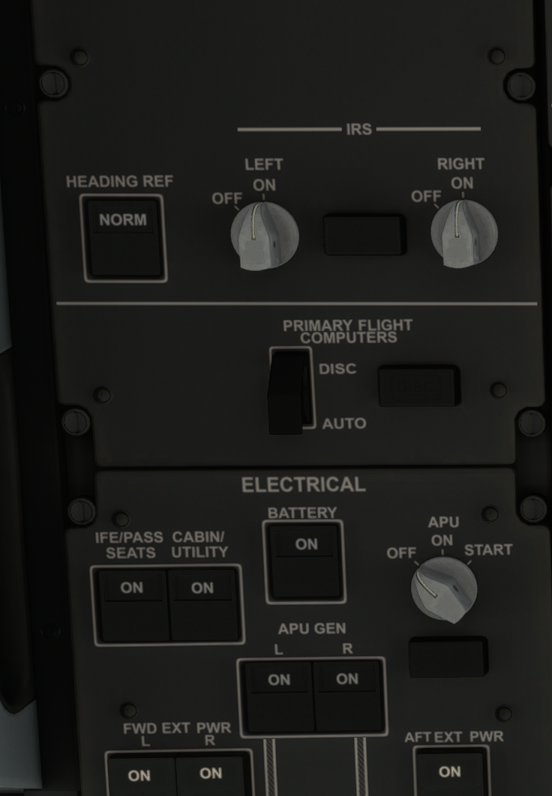 IRS
LEFT
RIGHT
HEADING REF
OFF
ON
OFF
ON
NORM
PRIMARY FLIGHT
COMPUTERS
DISC
AUTO
ELECTRICAL
BATTERY
APU
IFE/PASS
SEATS
CABIN/
UTILITY
ON
OFF
ON
START
ON
ON
APU GEN
L
R
ON
ON
FWD EXT PWR
L
R
AFT EXT PWR
ON
ON
ON